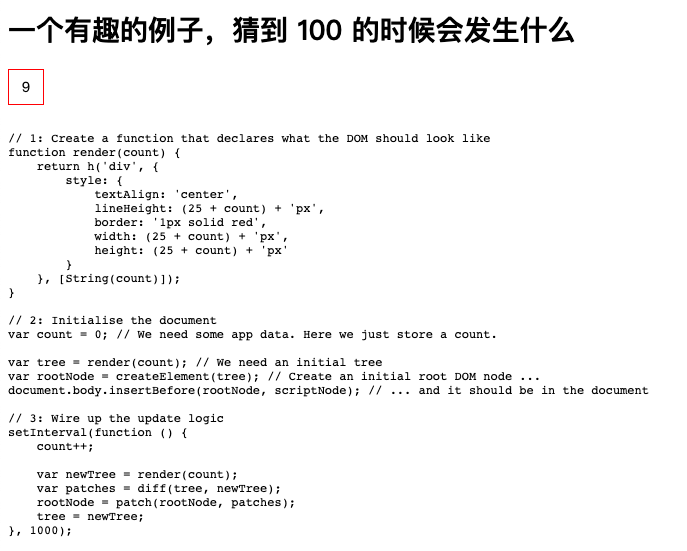 一个有趣的例子，猜到 100 的时候会发生什么
9
// 1: Create a function that declares what the DOM should look like
function render(count) {
    return h('div', {
        style: {
            textAlign: 'center',
            lineHeight: (25 + count) + 'px',
            border: '1px solid red',
            width: (25 + count) + 'px',
            height: (25 + count) + 'px'
        }
    }, [String(count)]);
}
// 2: Initialise the document
var count = 0; // We need some app data. Here we just store a count.
var tree = render(count); // We need an initial tree
var rootNode = createElement(tree); // Create an initial root DOM node ...
document.body.insertBefore(rootNode, scriptNode); // ... and it should be in the document
// 3: Wire up the update logic
setInterval(function () {
    count++;
    var newTree = render(count);
    var patches = diff(tree, newTree);
    rootNode = patch(rootNode, patches);
    tree = newTree;
}, 1000);